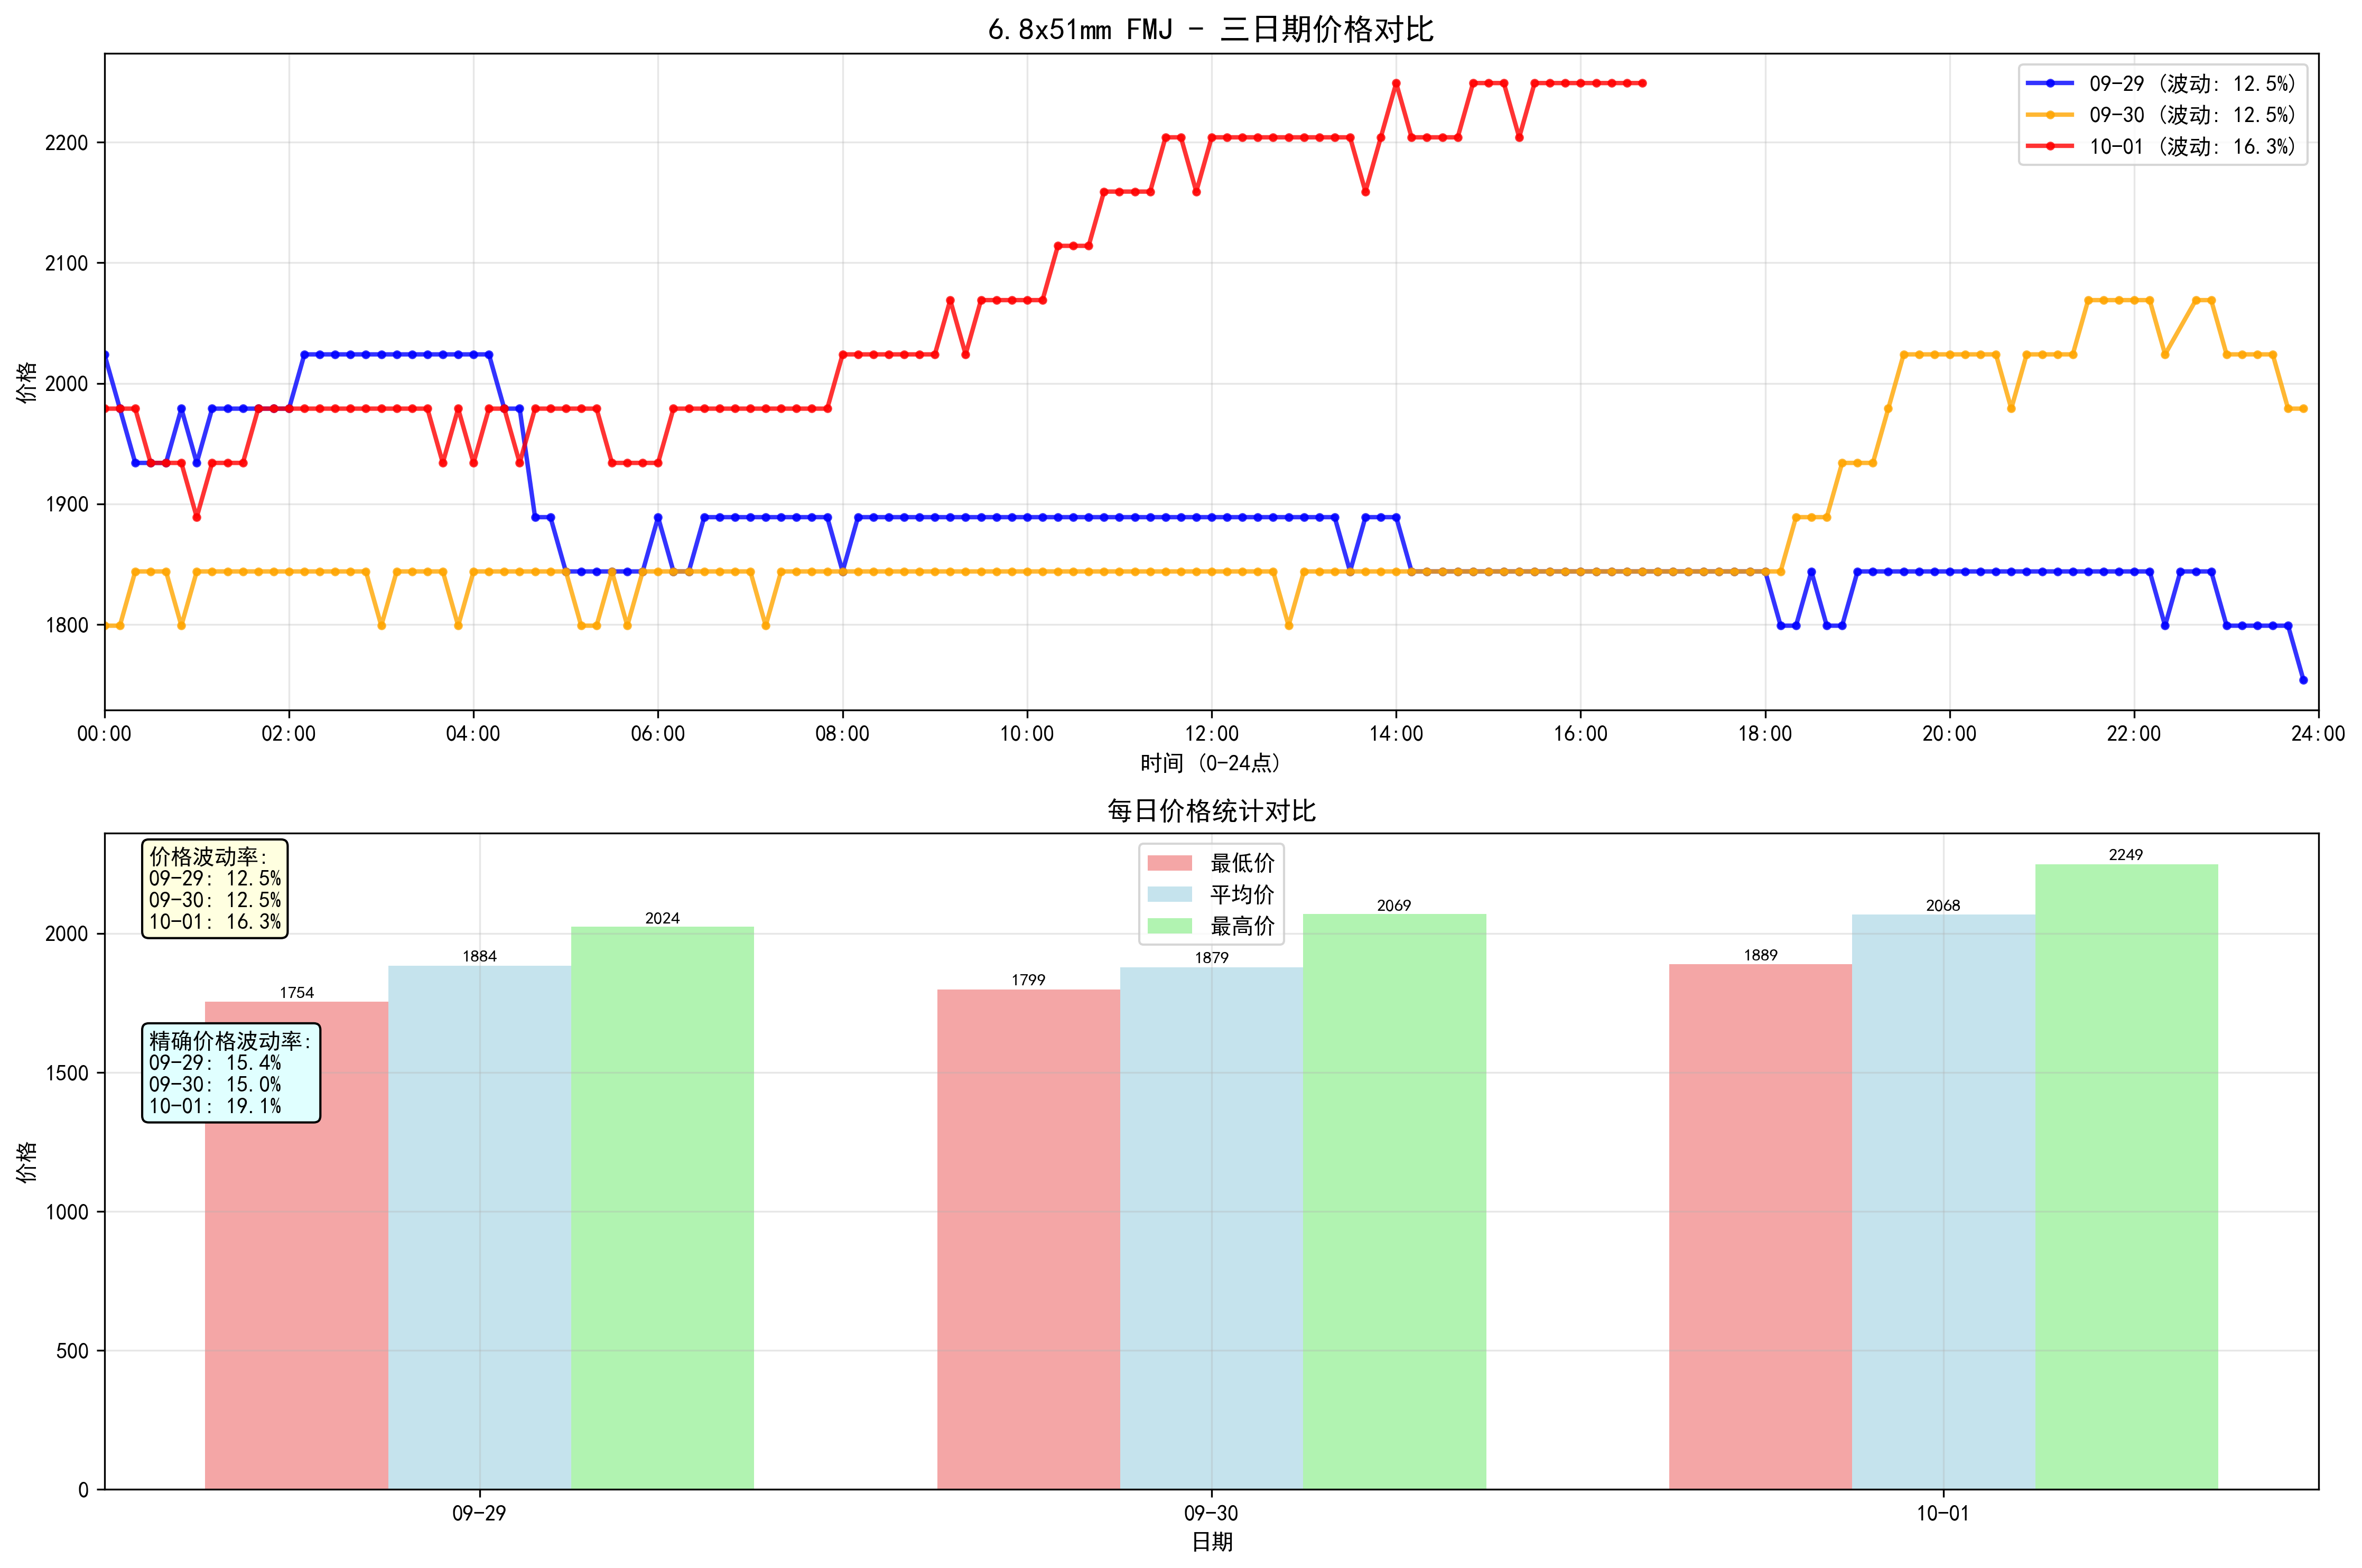 6.8x51mm FMJ - 三日期价格对比
09-29 (波动: 12.5%)
09-30 (波动: 12.5%)
10-01 (波动: 16.3%)
价格
2200
2100
2000
1900
1800
00:00 02:00 04:00 06:00 08:00 10:00 12:00 14:00 16:00 18:00 20:00 22:00 24:00
时间 (0-24点)
每日价格统计对比
价格波动率:
09-29: 12.5%
09-30: 12.5%
10-01: 16.3%
精确价格波动率:
09-29: 15.4%
09-30: 15.0%
10-01: 19.1%
最低价
平均价
最高价
1754
1884
2024
1799
1879
2069
1889
2068
2249
价格
2000
1500
1000
500
0
09-29 09-30 10-01
日期